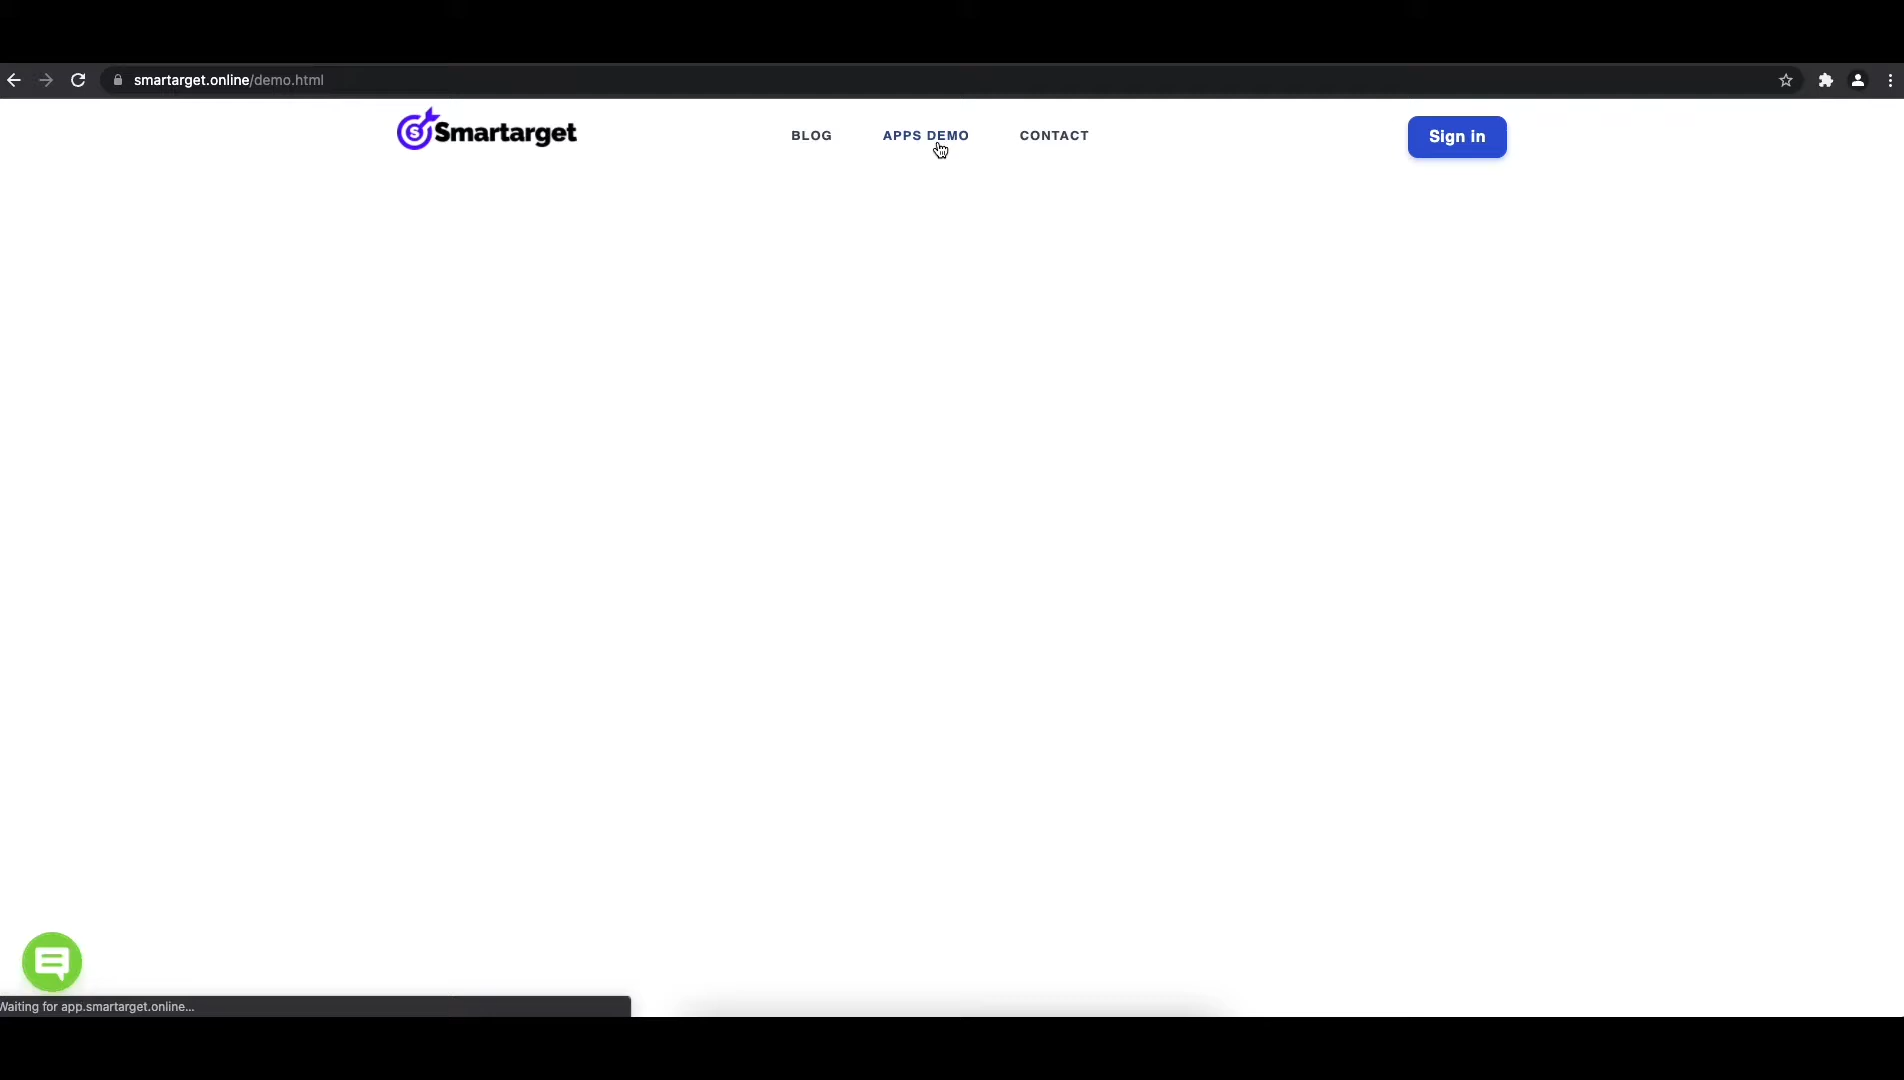 smartarget.online/demo.html
Smartarget
BLOG
APPS DEMO
CONTACT
Sign in
Waiting for app.smartarget.online...